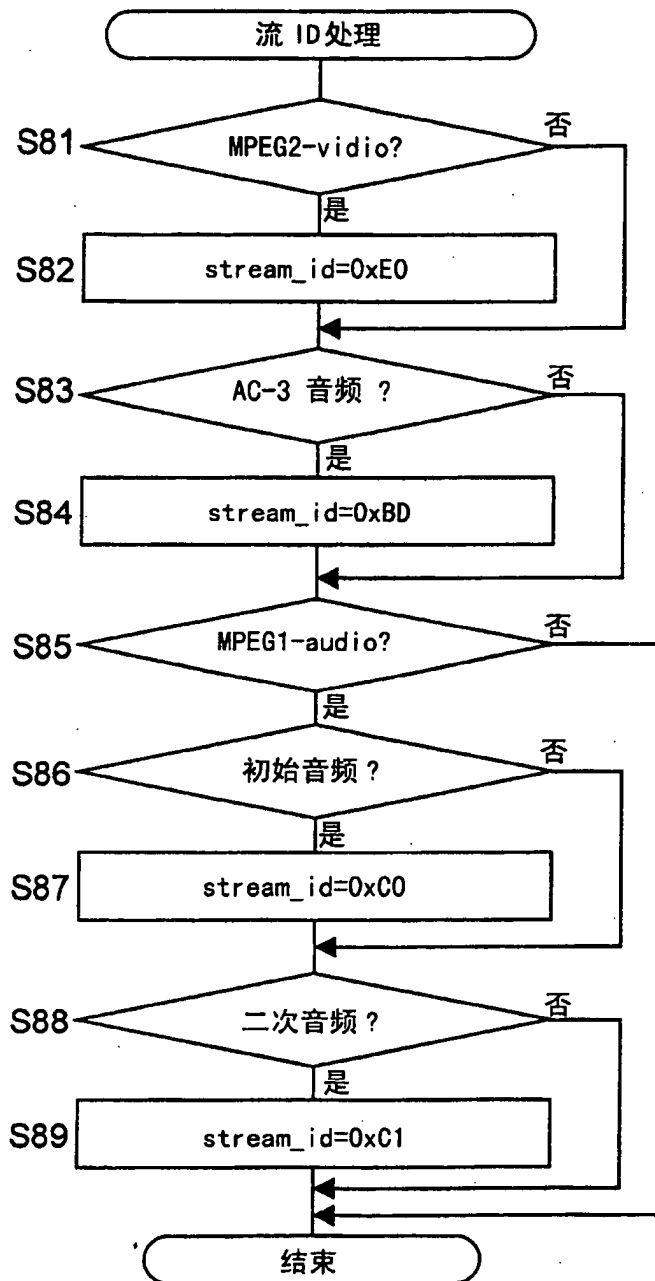 流 ID处理
S81
MPEG2-vidio?
否
是
S82
stream_id=0xE0
S83
AC-3 音频 ?
否
是
S84
stream_id=0xBD
S85
MPEG1-audio?
否
是
S86
初始音频 ?
否
是
S87
stream_id=0xC0
S88
二次音频 ?
否
是
S89
stream_id=0xC1
结束